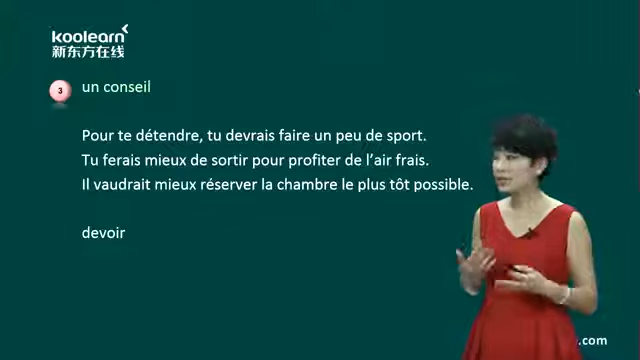 koolearn
新东方在线
3
un conseil
Pour te détendre, tu devrais faire un peu de sport.
Tu ferais mieux de sortir pour profiter de l’air frais.
Il vaudrait mieux réserver la chambre le plus tôt possible.
devoir
.com